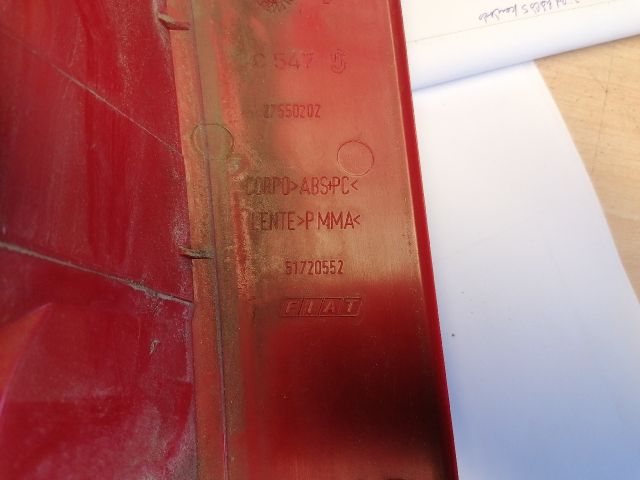 C 547
27550202
CORPO>ABS+PC<
LENTE>PMMA<
51720552
FIAT